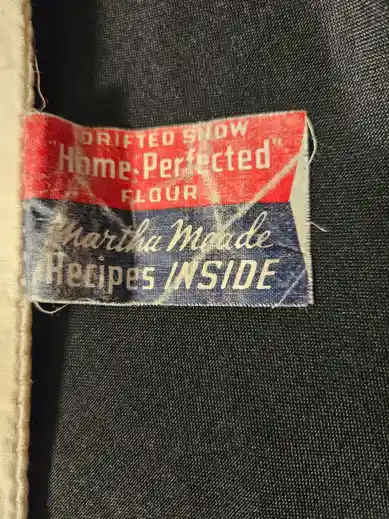 DRIFTED SNOW
"Home-Perfected"
FLOUR
Martha Meade
Recipes INSIDE